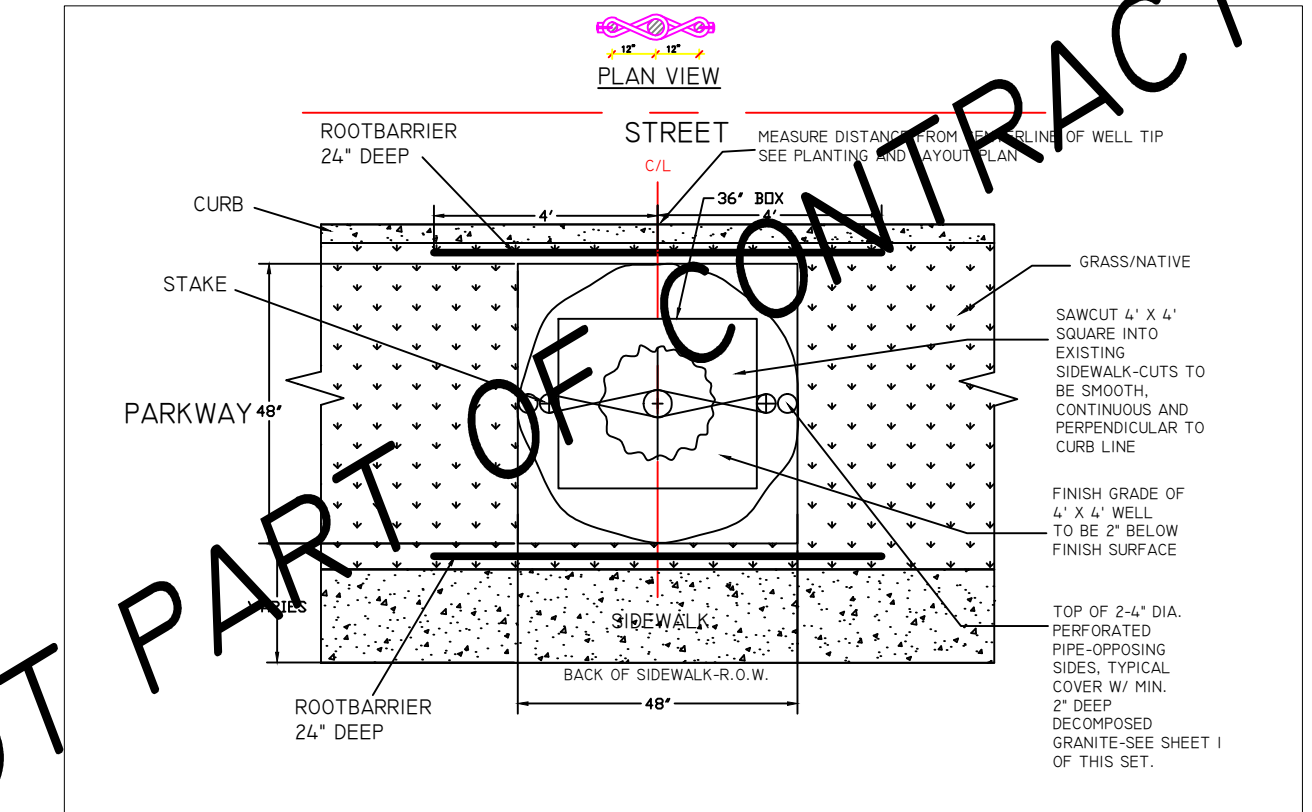 12" 12"
PLAN VIEW
STREET
ROOTBARRIER
24" DEEP
MEASURE DISTANCE FROM CENTERLINE OF WELL TIP
SEE PLANTING AND LAYOUT PLAN
C/L
36" BOX
CURB
4' 4'
STAKE
GRASS/NATIVE
SAWCUT 4' X 4'
SQUARE INTO
EXISTING
SIDEWALK-CUTS TO
BE SMOOTH,
CONTINUOUS AND
PERPENDICULAR TO
CURB LINE
PARKWAY 48"
FINISH GRADE OF
4' X 4' WELL
TO BE 2" BELOW
FINISH SURFACE
VARIES
SIDEWALK
TOP OF 2-4" DIA.
PERFORATED
PIPE-OPPOSING
SIDES, TYPICAL
COVER W/ MIN.
2" DEEP
DECOMPOSED
GRANITE-SEE SHEET 1
OF THIS SET.
BACK OF SIDEWALK-R.O.W.
48"
ROOTBARRIER
24" DEEP
OT PART OF CONTRACT